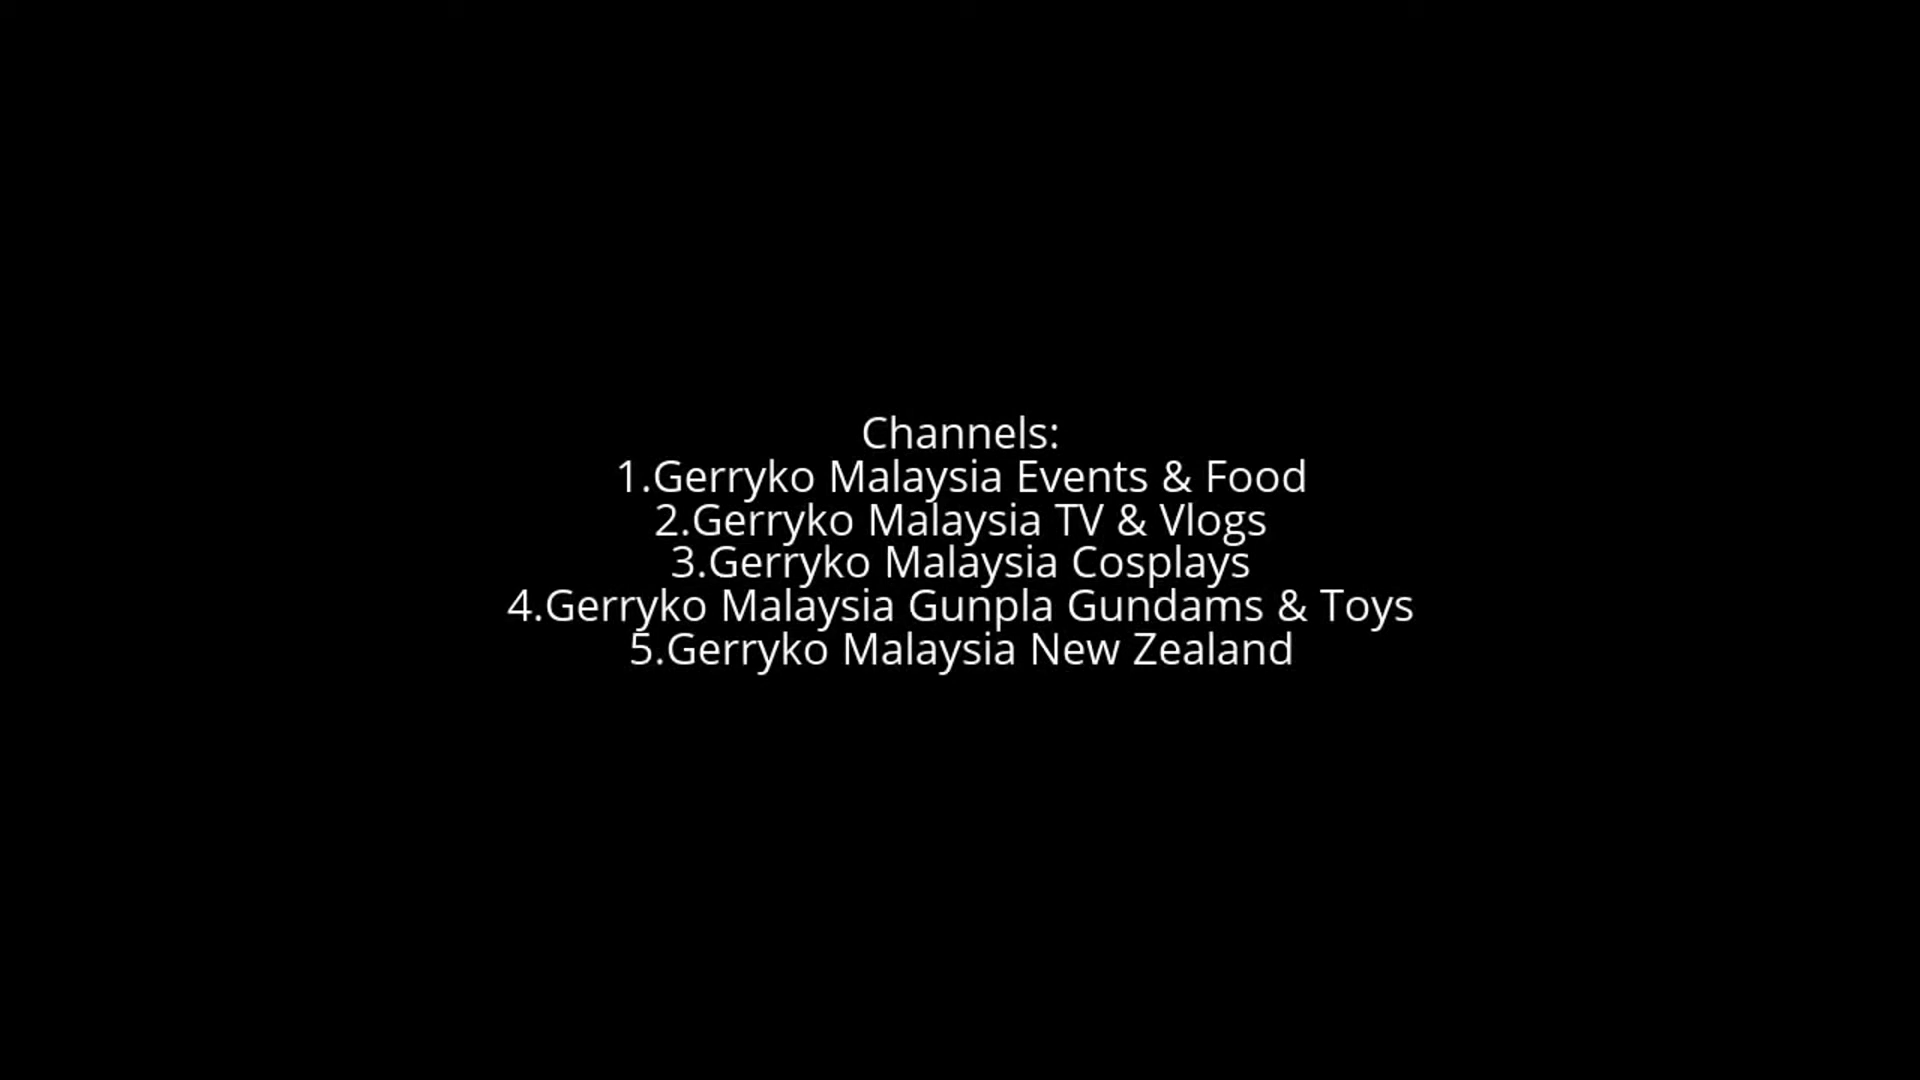 Channels:
1.Gerryko Malaysia Events & Food
2.Gerryko Malaysia TV & Vlogs
3.Gerryko Malaysia Cosplays
4.Gerryko Malaysia Gunpla Gundams & Toys
5.Gerryko Malaysia New Zealand